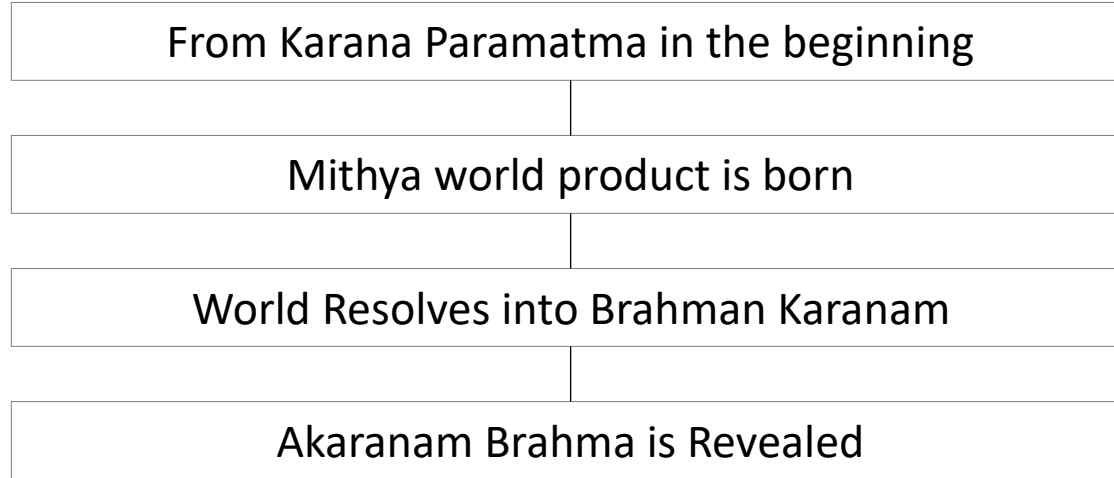 From Karana Paramatma in the beginning
Mithya world product is born
World Resolves into Brahman Karanam
Akaranam Brahma is Revealed